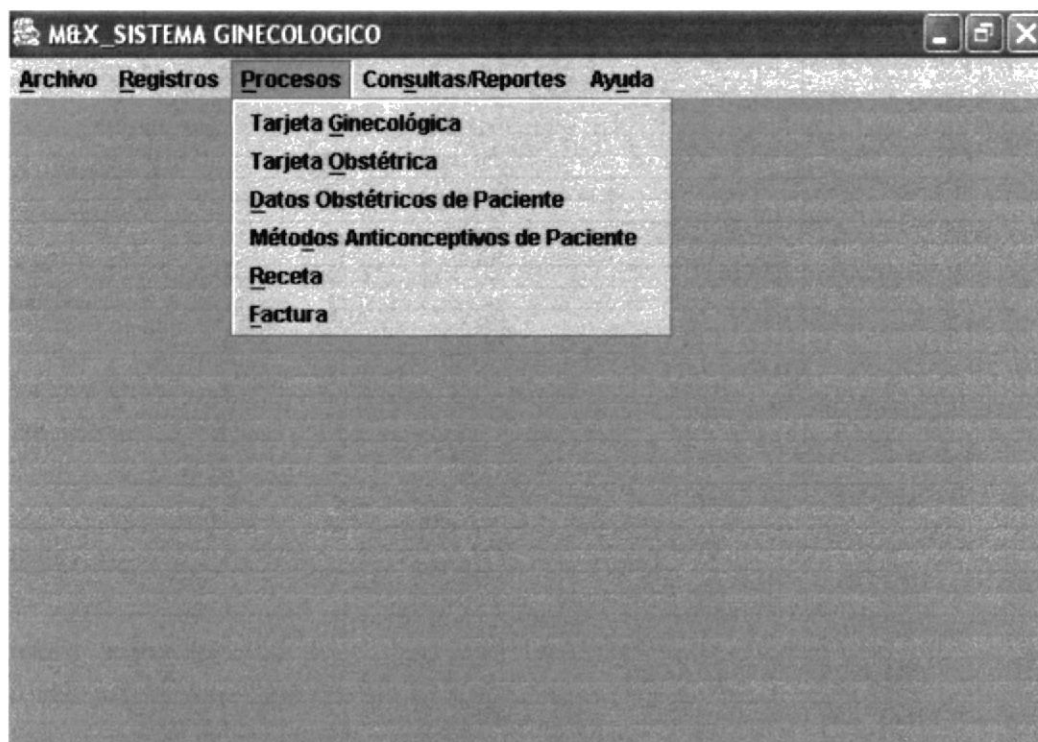 M&X_SISTEMA GINECOLOGICO
Archivo Registros Procesos Consultas/Reportes Ayuda
Tarjeta Ginecológica
Tarjeta Obstétrica
Datos Obstétricos de Paciente
Métodos Anticonceptivos de Paciente
Receta
Factura